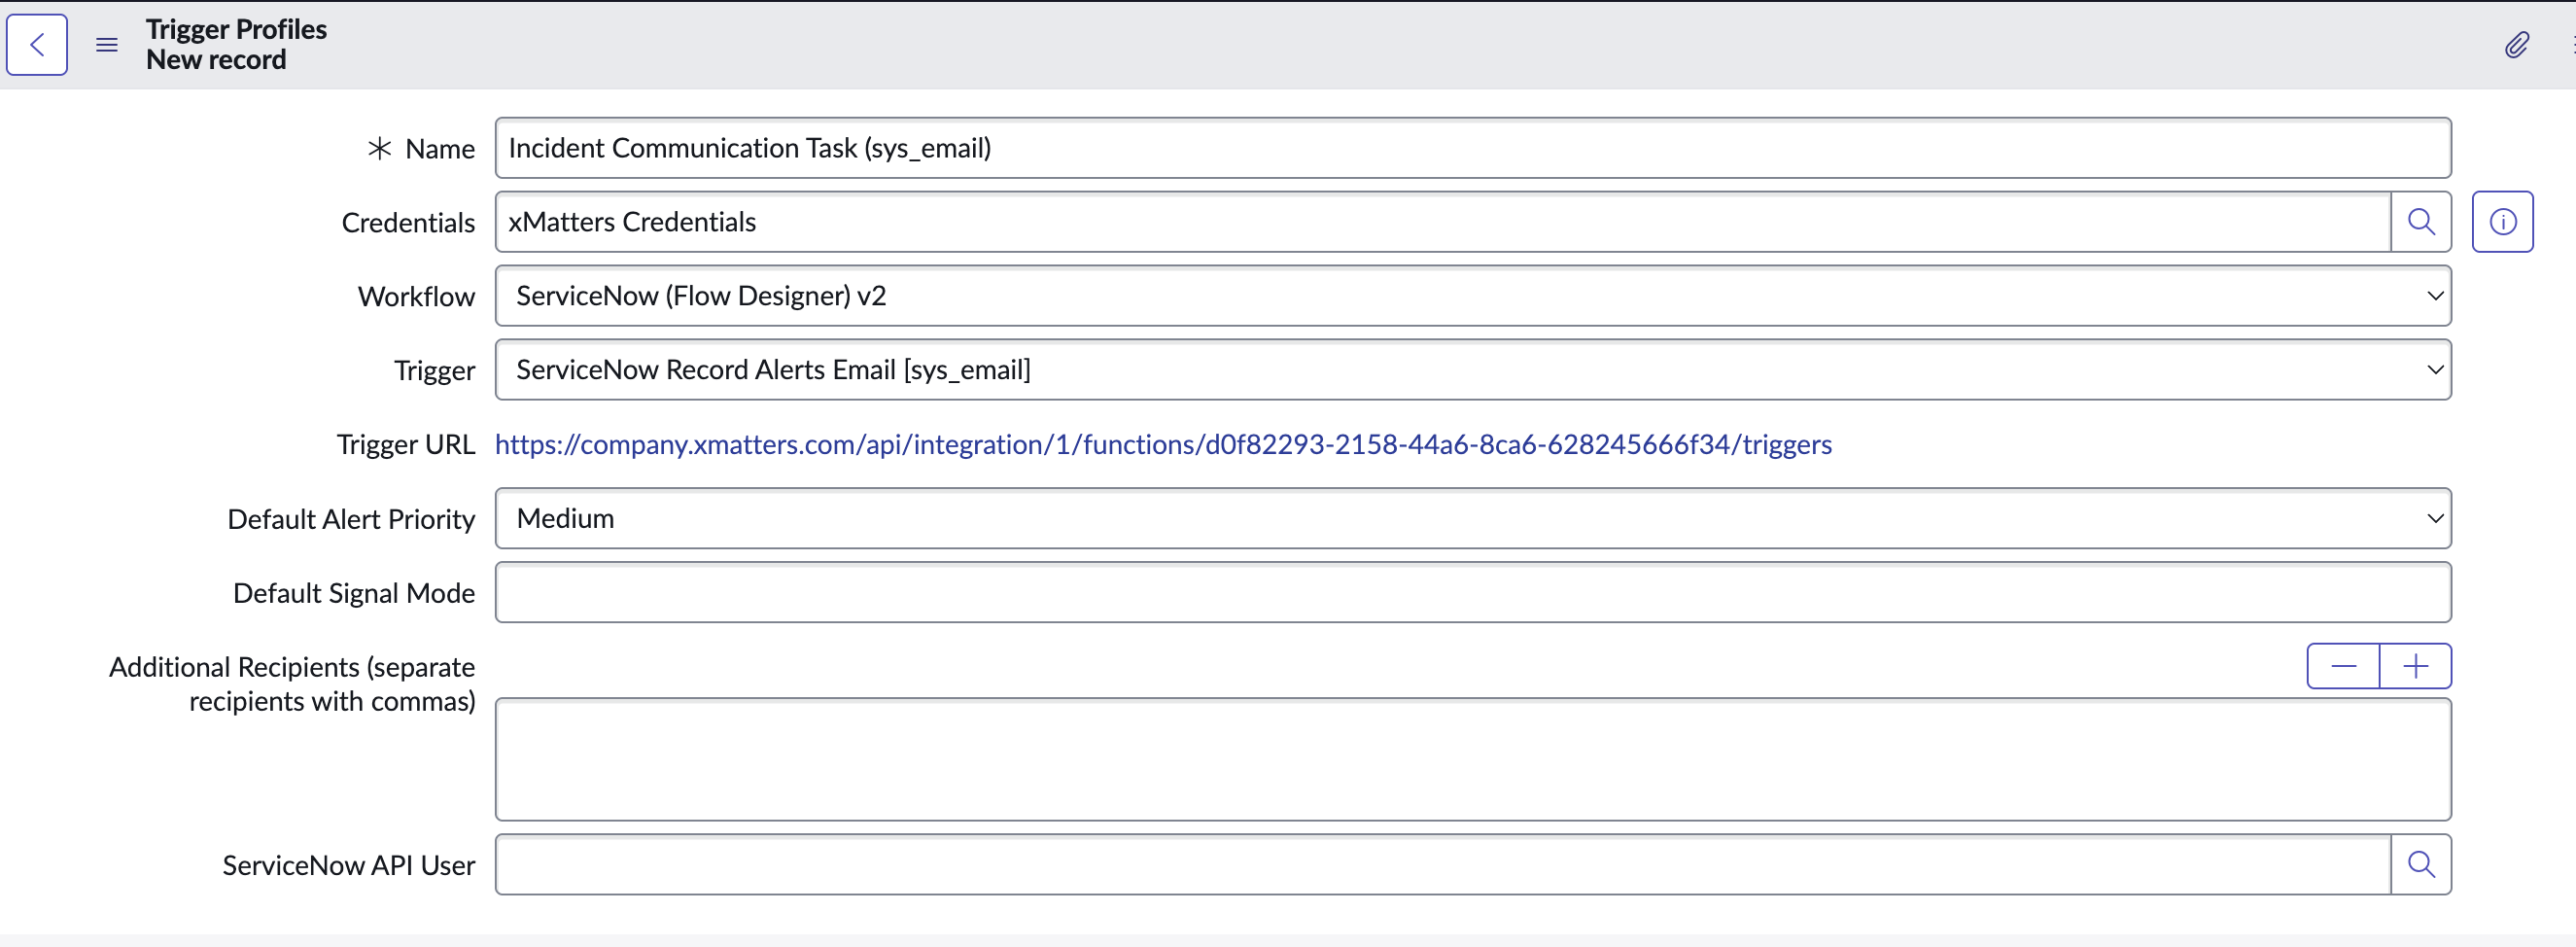 Trigger Profiles
New record
Name
Incident Communication Task (sys_email)
Credentials
xMatters Credentials
Workflow
ServiceNow (Flow Designer) v2
Trigger
ServiceNow Record Alerts Email [sys_email]
Trigger URL
https://company.xmatters.com/api/integration/1/functions/d0f82293-2158-44a6-8ca6-628245666f34/triggers
Default Alert Priority
Medium
Default Signal Mode
Additional Recipients (separate
recipients with commas)
ServiceNow API User